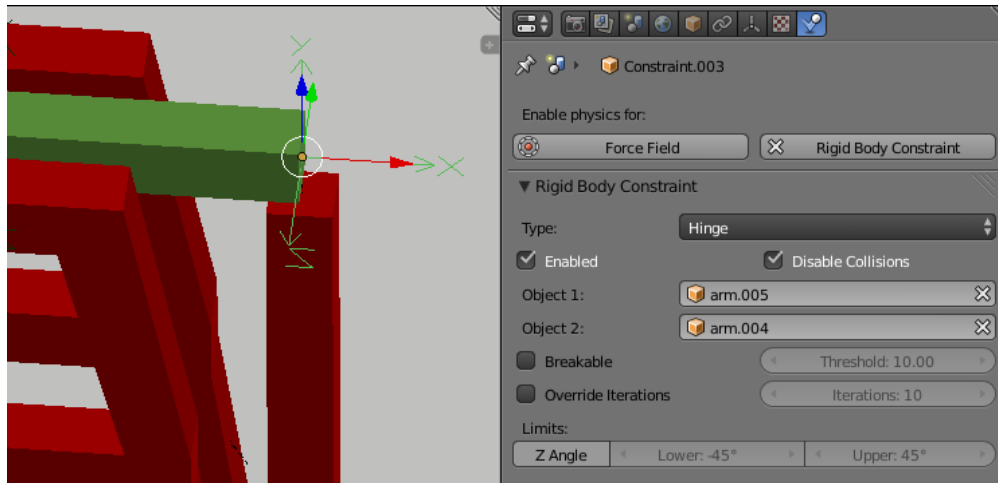 Constraint.003
Enable physics for:
Force Field
Rigid Body Constraint
Rigid Body Constraint
Type: Hinge
Enabled Disable Collisions
Object 1: arm.005
Object 2: arm.004
Breakable Threshold: 10.00
Override Iterations Iterations: 10
Limits:
Z Angle Lower: -45° Upper: 45°
Y
X
Z